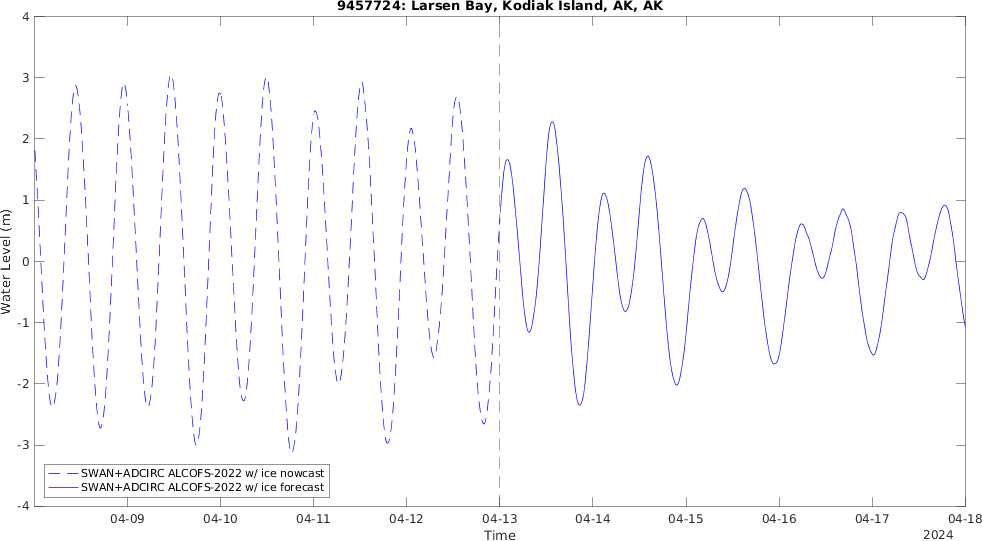 9457724: Larsen Bay, Kodiak Island, AK, AK
4
3
2
1
0
-1
-2
-3
-4
Water Level (m)
SWAN+ADCIRC ALCOFS-2022 w/ ice nowcast
SWAN+ADCIRC ALCOFS-2022 w/ ice forecast
04-09 04-10 04-11 04-12 04-13 04-14 04-15 04-16 04-17 04-18
Time
2024